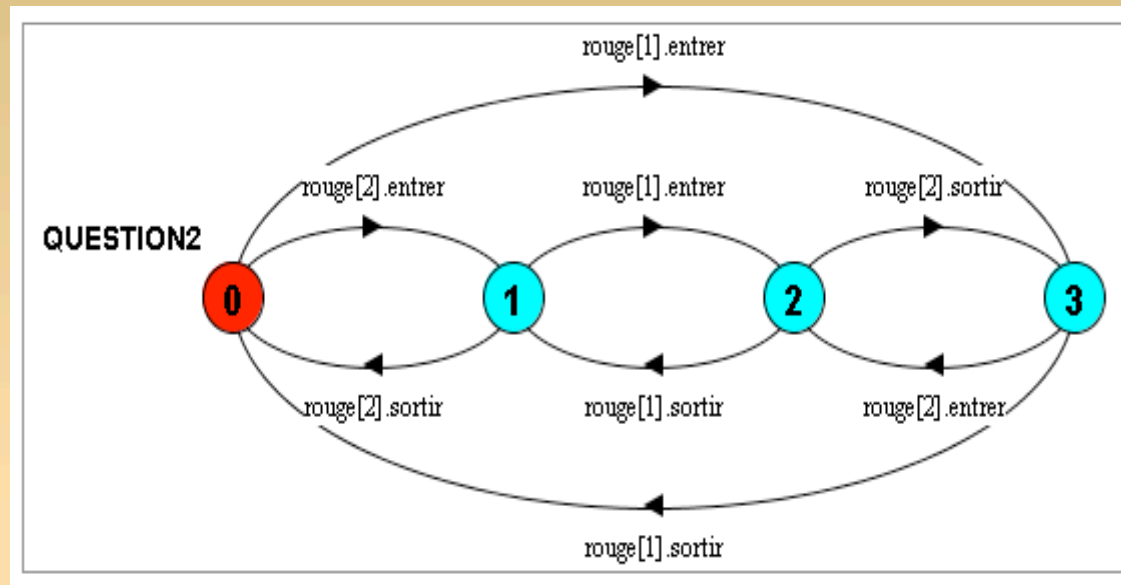 rouge[1].entrer
rouge[2].entrer
rouge[1].entrer
rouge[2].sortir
QUESTION2
0
1
2
3
rouge[2].sortir
rouge[1].sortir
rouge[2].entrer
rouge[1].sortir